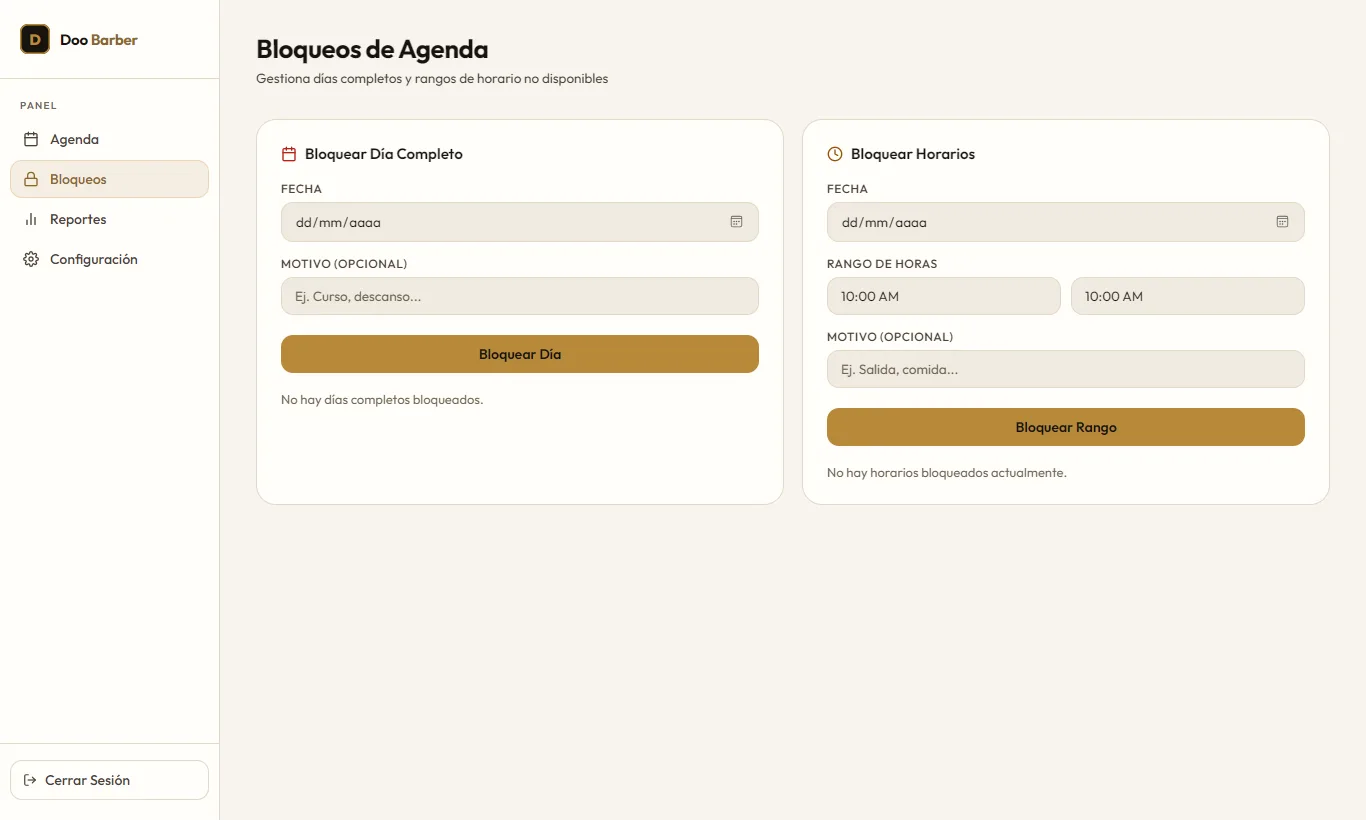 D
Doo Barber
PANEL
Agenda
Bloqueos
Reportes
Configuración
Cerrar Sesión
Bloqueos de Agenda
Gestiona días completos y rangos de horario no disponibles
Bloquear Día Completo
FECHA
dd/mm/aaaa
MOTIVO (OPCIONAL)
Ej. Curso, descanso...
Bloquear Día
No hay días completos bloqueados.
Bloquear Horarios
FECHA
dd/mm/aaaa
RANGO DE HORAS
10:00 AM
10:00 AM
MOTIVO (OPCIONAL)
Ej. Salida, comida...
Bloquear Rango
No hay horarios bloqueados actualmente.